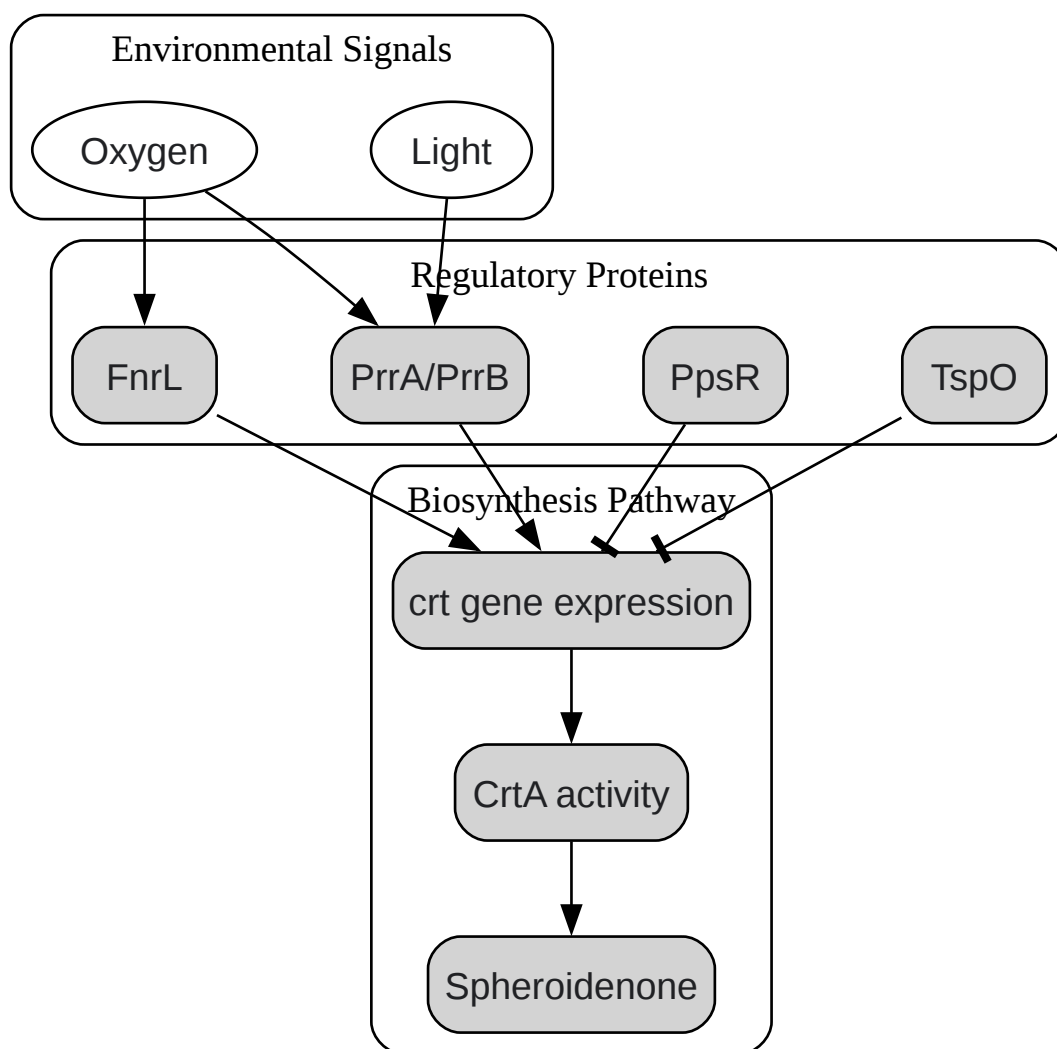 Environmental Signals
Oxygen
Light
Regulatory Proteins
FnrL
PrrA/PrrB
PpsR
TspO
Biosynthesis Pathway
crt gene expression
CrtA activity
Spheroidenone